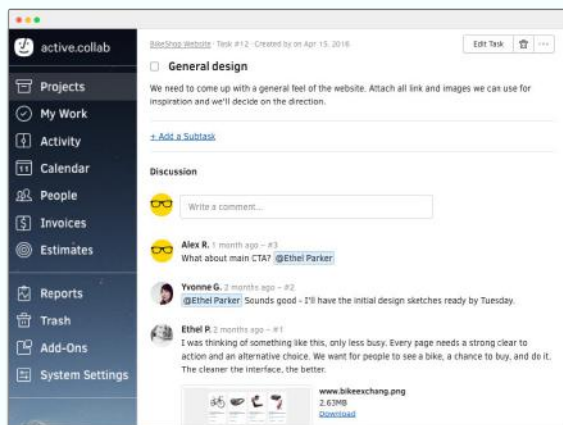 active.collab
Projects
My Work
Activity
Calendar
People
Invoices
Estimates
Reports
Trash
Add-Ons
System Settings
BikeShop Website · Task #12 · Created by on Apr 15, 2016
Edit Task
General design
We need to come up with a general feel of the website. Attach all link and images we can use for
inspiration and we'll decide on the direction.
+ Add a Subtask
Discussion
Write a comment...
Alex R. 1 month ago – #3
What about main CTA? @Ethel Parker
Yvonne G. 2 months ago – #2
@Ethel Parker Sounds good - I'll have the initial design sketches ready by Tuesday.
Ethel P. 2 months ago – #1
I was thinking of something like this, only less busy. Every page needs a strong clear to
action and an alternative choice. We want for people to see a bike, a chance to buy, and do it.
The cleaner the interface, the better.
www.bikeexchang.png
2.63MB
Download